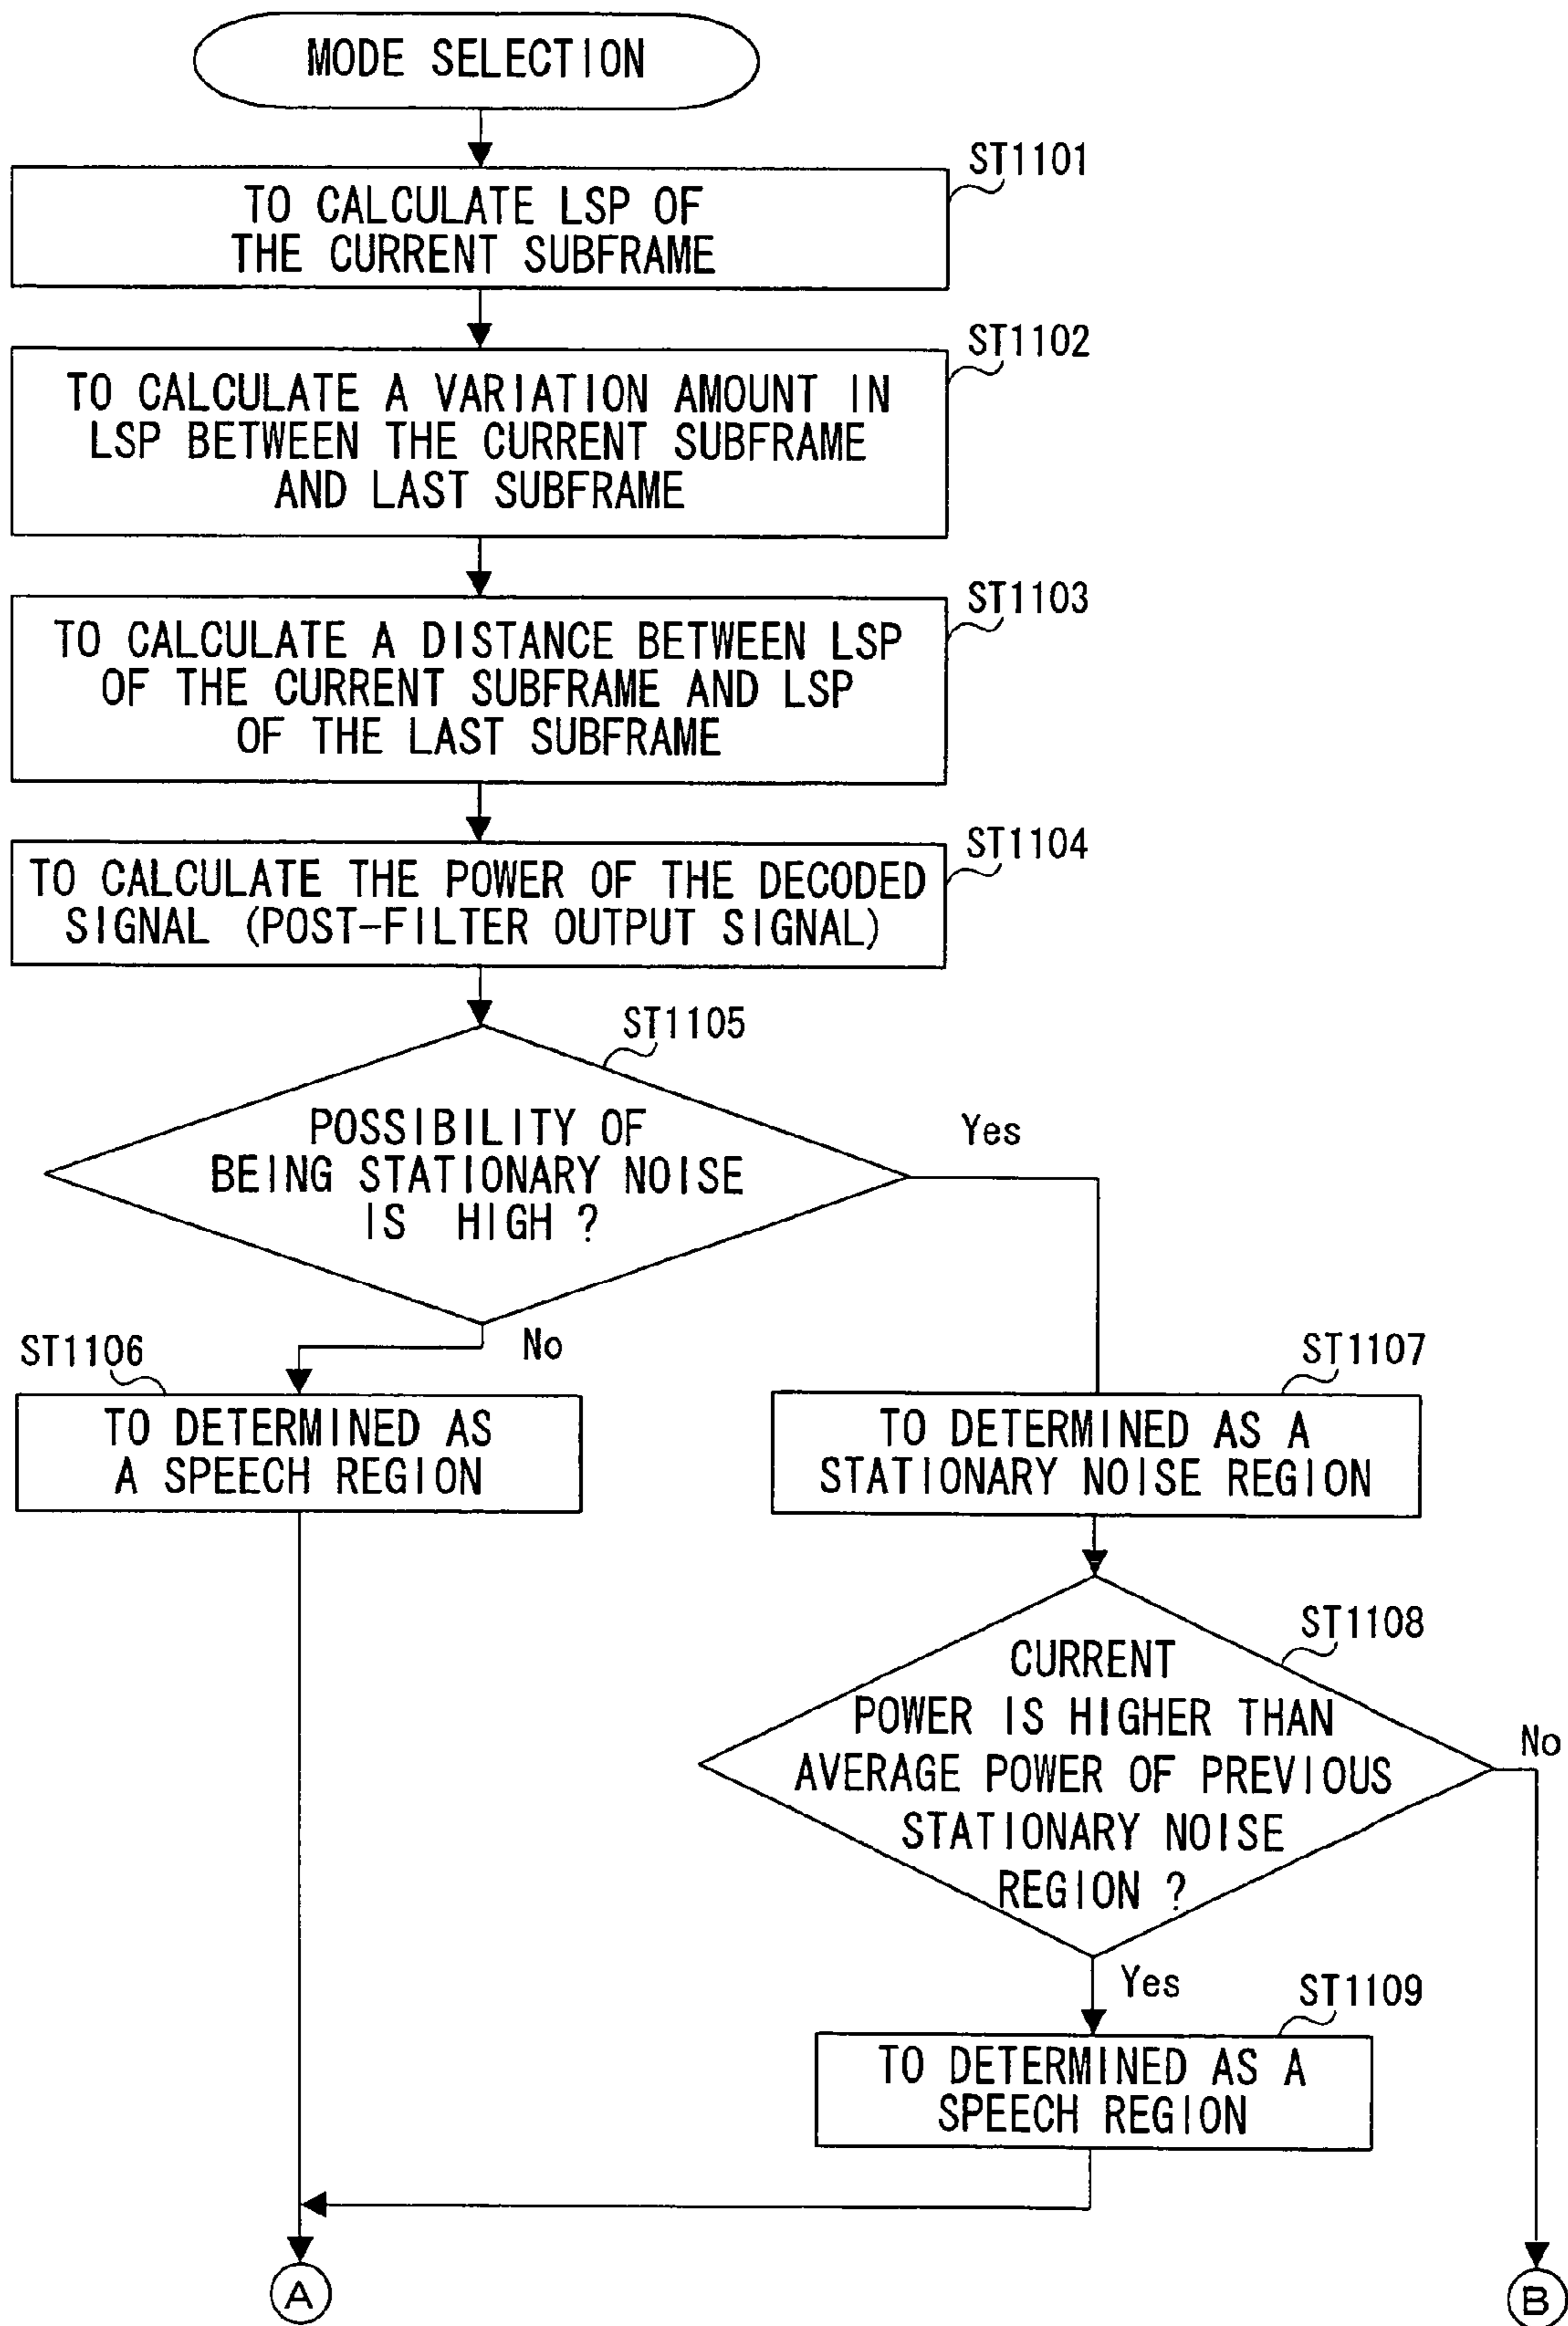 MODE SELECTION
ST1101
TO CALCULATE LSP OF
THE CURRENT SUBFRAME
ST1102
TO CALCULATE A VARIATION AMOUNT IN
LSP BETWEEN THE CURRENT SUBFRAME
AND LAST SUBFRAME
ST1103
TO CALCULATE A DISTANCE BETWEEN LSP
OF THE CURRENT SUBFRAME AND LSP
OF THE LAST SUBFRAME
ST1104
TO CALCULATE THE POWER OF THE DECODED
SIGNAL (POST-FILTER OUTPUT SIGNAL)
ST1105
POSSIBILITY OF
BEING STATIONARY NOISE
IS HIGH ?
Yes
No
ST1106
TO DETERMINED AS
A SPEECH REGION
ST1107
TO DETERMINED AS A
STATIONARY NOISE REGION
ST1108
CURRENT
POWER IS HIGHER THAN
AVERAGE POWER OF PREVIOUS
STATIONARY NOISE
REGION ?
No
Yes
ST1109
TO DETERMINED AS A
SPEECH REGION
A
B